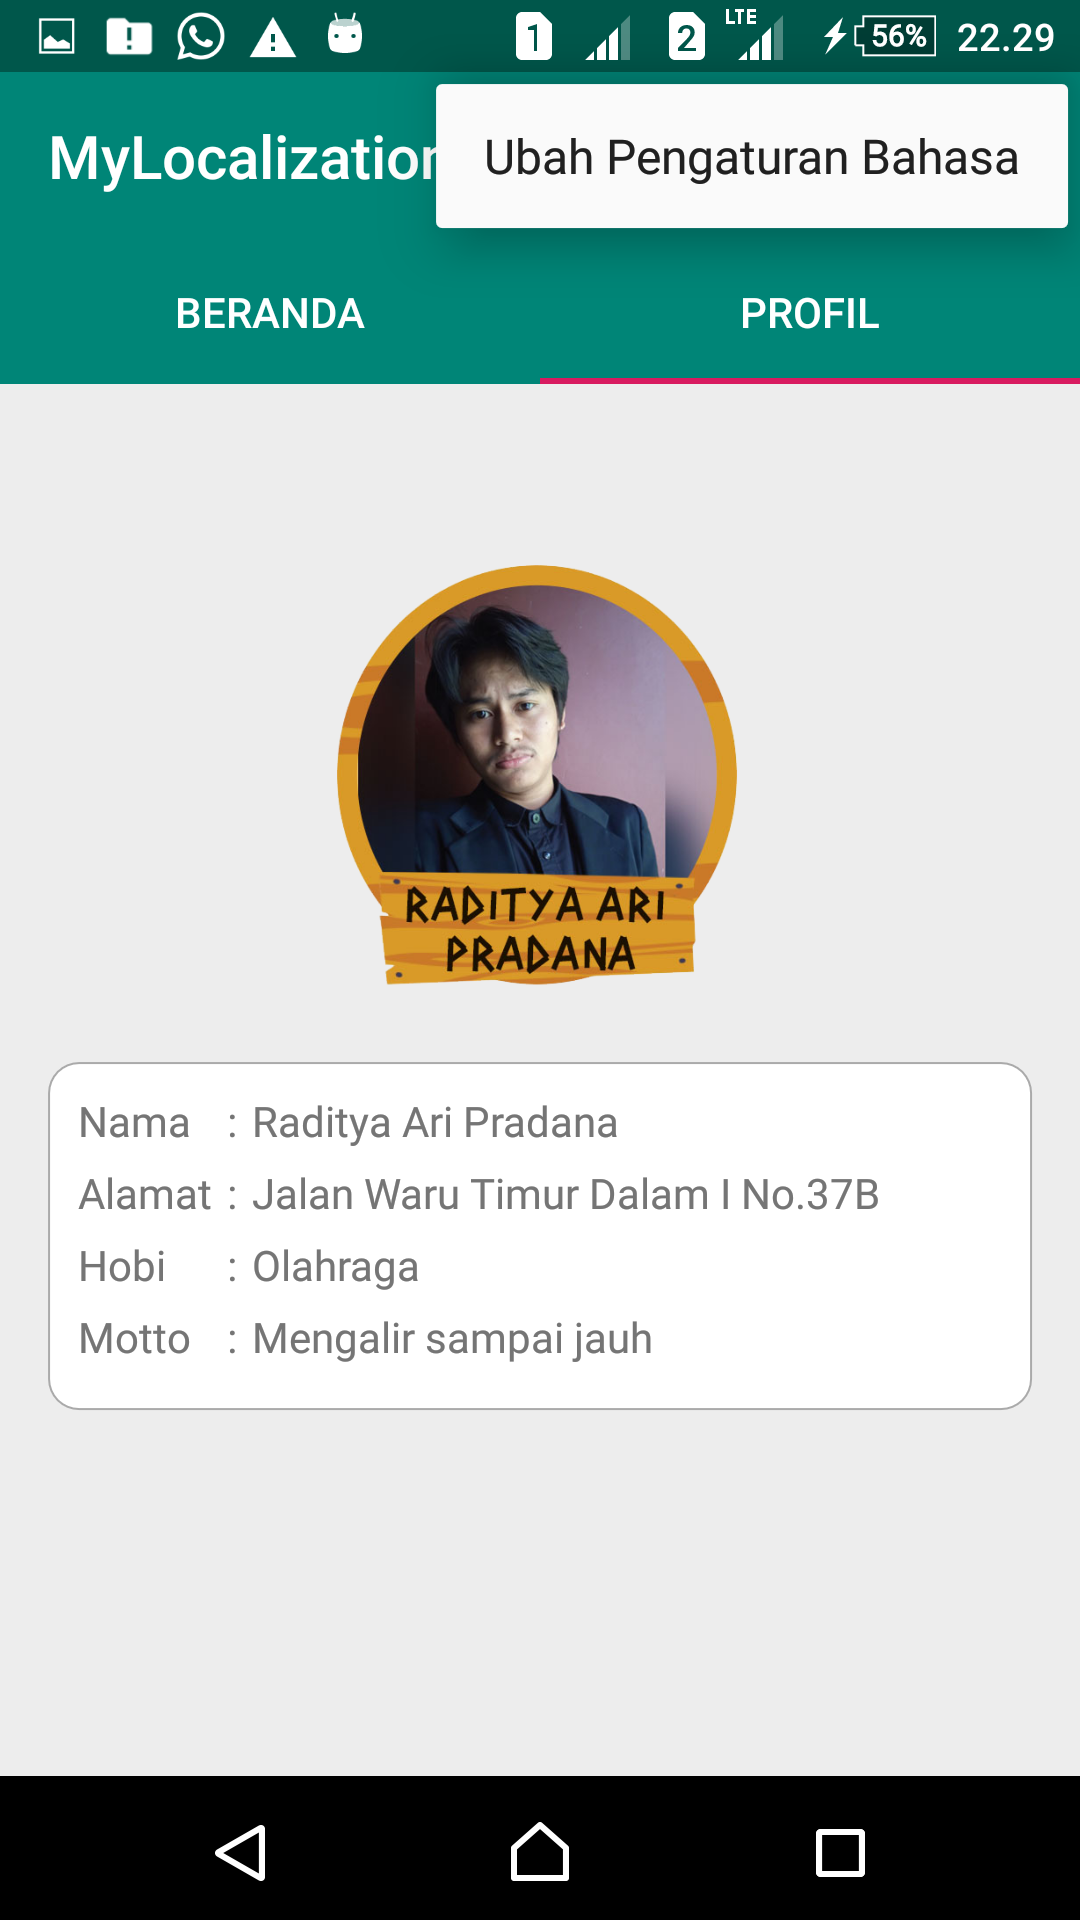 1 2 LTE 56% 22.29
MyLocalization
Ubah Pengaturan Bahasa
BERANDA PROFIL
RADITYA ARI
PRADANA
Nama : Raditya Ari Pradana
Alamat : Jalan Waru Timur Dalam I No.37B
Hobi : Olahraga
Motto : Mengalir sampai jauh